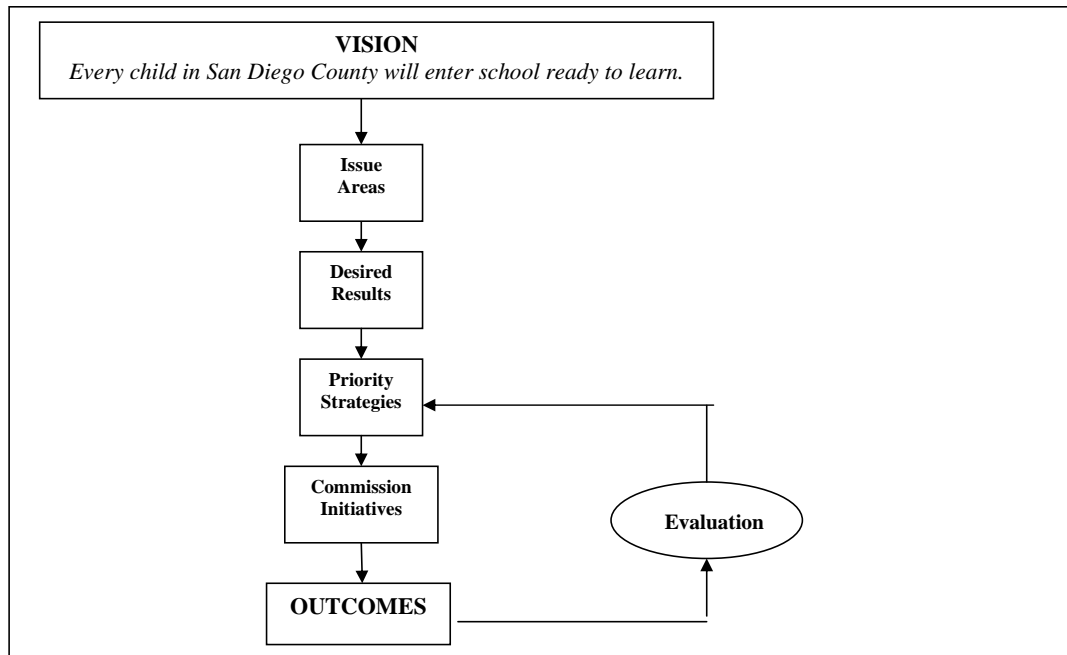 VISION
Every child in San Diego County will enter school ready to learn.
Issue
Areas
Desired
Results
Priority
Strategies
Commission
Initiatives
Evaluation
OUTCOMES